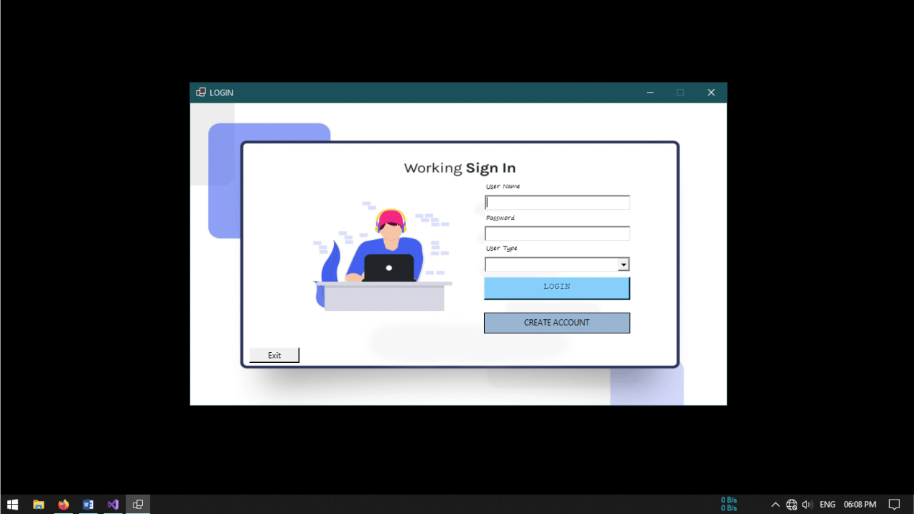 LOGIN
Working Sign In
User Name
Password
User Type
LOGIN
CREATE ACCOUNT
Exit
0 B/s
0 B/s
ENG
06:08 PM